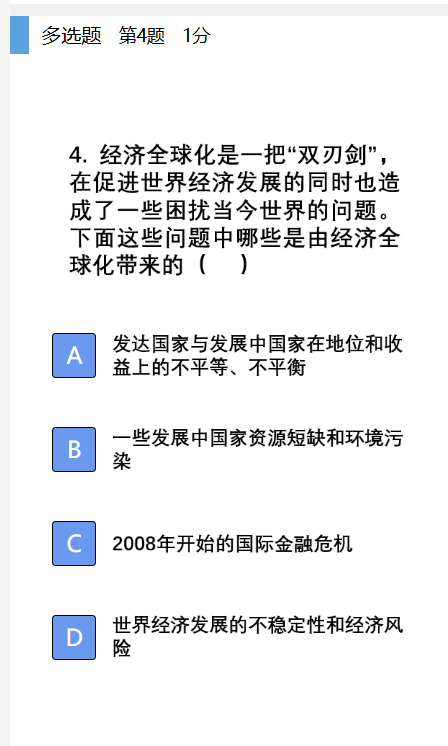 多选题 第4题 1分
4. 经济全球化是一把“双刃剑”，
在促进世界经济发展的同时也造
成了一些困扰当今世界的问题。
下面这些问题中哪些是由经济全
球化带来的（ ）
A 发达国家与发展中国家在地位和收
益上的不平等、不平衡
B 一些发展中国家资源短缺和环境污
染
C 2008年开始的国际金融危机
D 世界经济发展的不稳定性和经济风
险